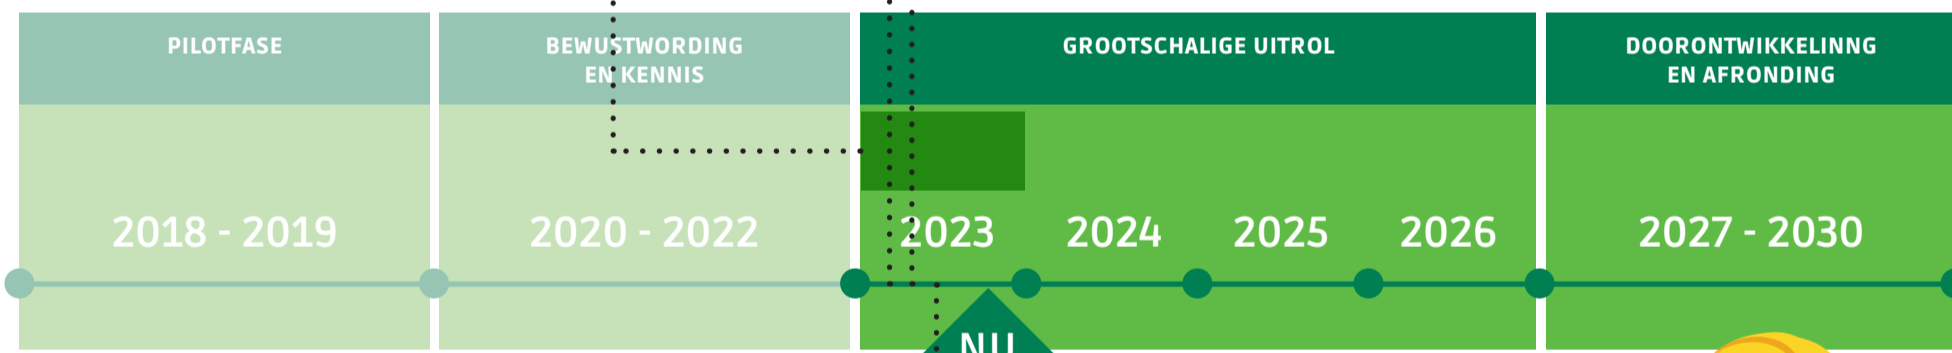 PILOTFASE
BEWUSTWORDING
EN KENNIS
GROOTSCHALIGE UITROL
DOORONTWIKKELINNG
EN AFRONDING
2018 - 2019
2020 - 2022
2023
2024
2025
2026
2027 - 2030
NU